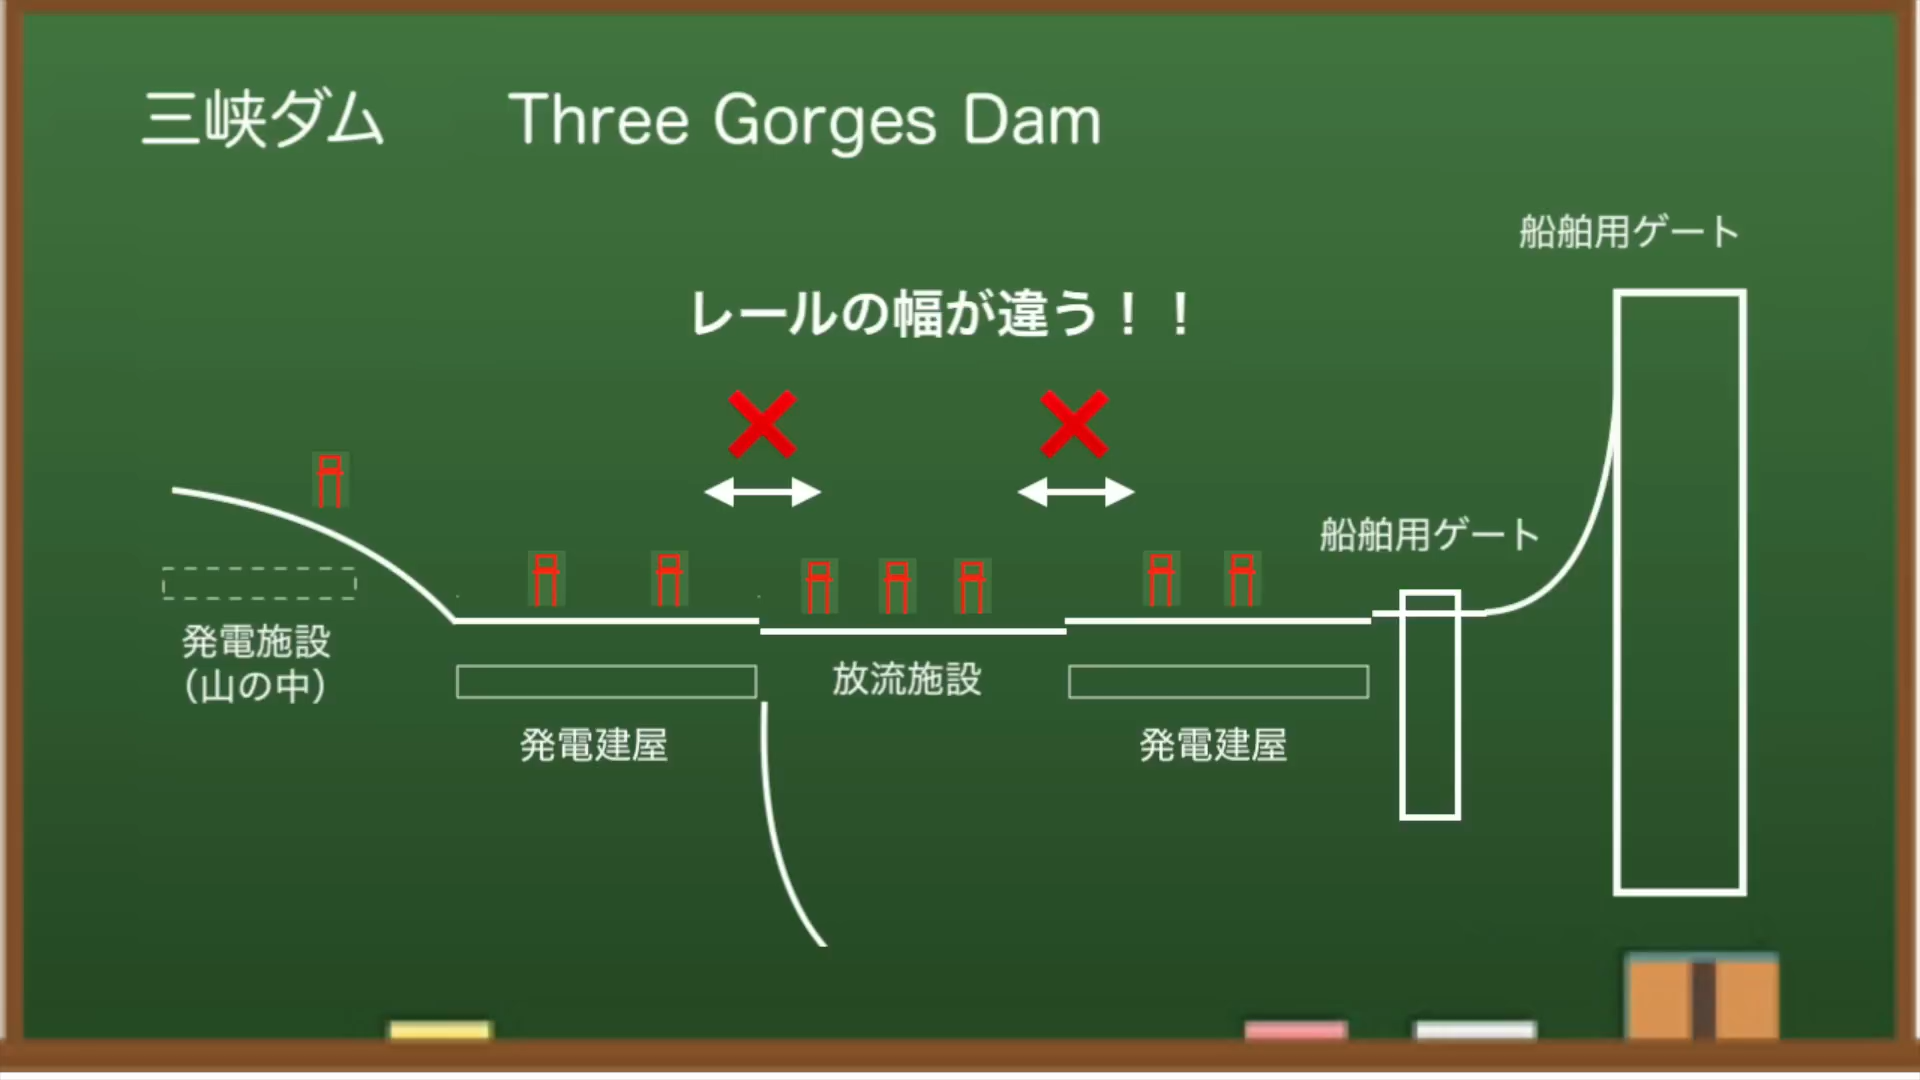 三峡ダム Three Gorges Dam
船舶用ゲート
レールの幅が違う！！
船舶用ゲート
発電施設
（山の中）
放流施設
発電建屋
発電建屋